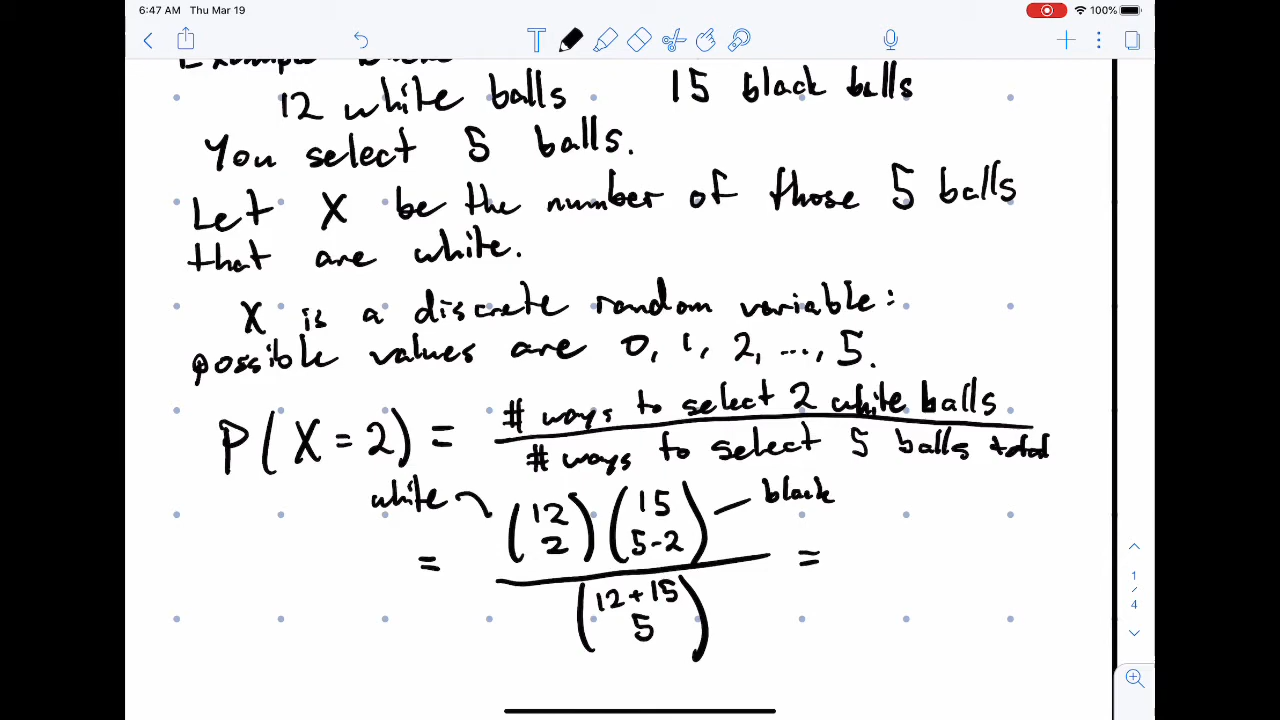 6:47 AM Thu Mar 19
100%
Example
12 white balls 15 black balls
You select 5 balls.
Let X be the number of those 5 balls
that are white.
X is a discrete random variable:
possible values are 0, 1, 2, ..., 5.
P(X=2) = # ways to select 2 white balls
# ways to select 5 balls total
white black
= (12 2) (15 5-2)
(12+15 5) =
1
/
4